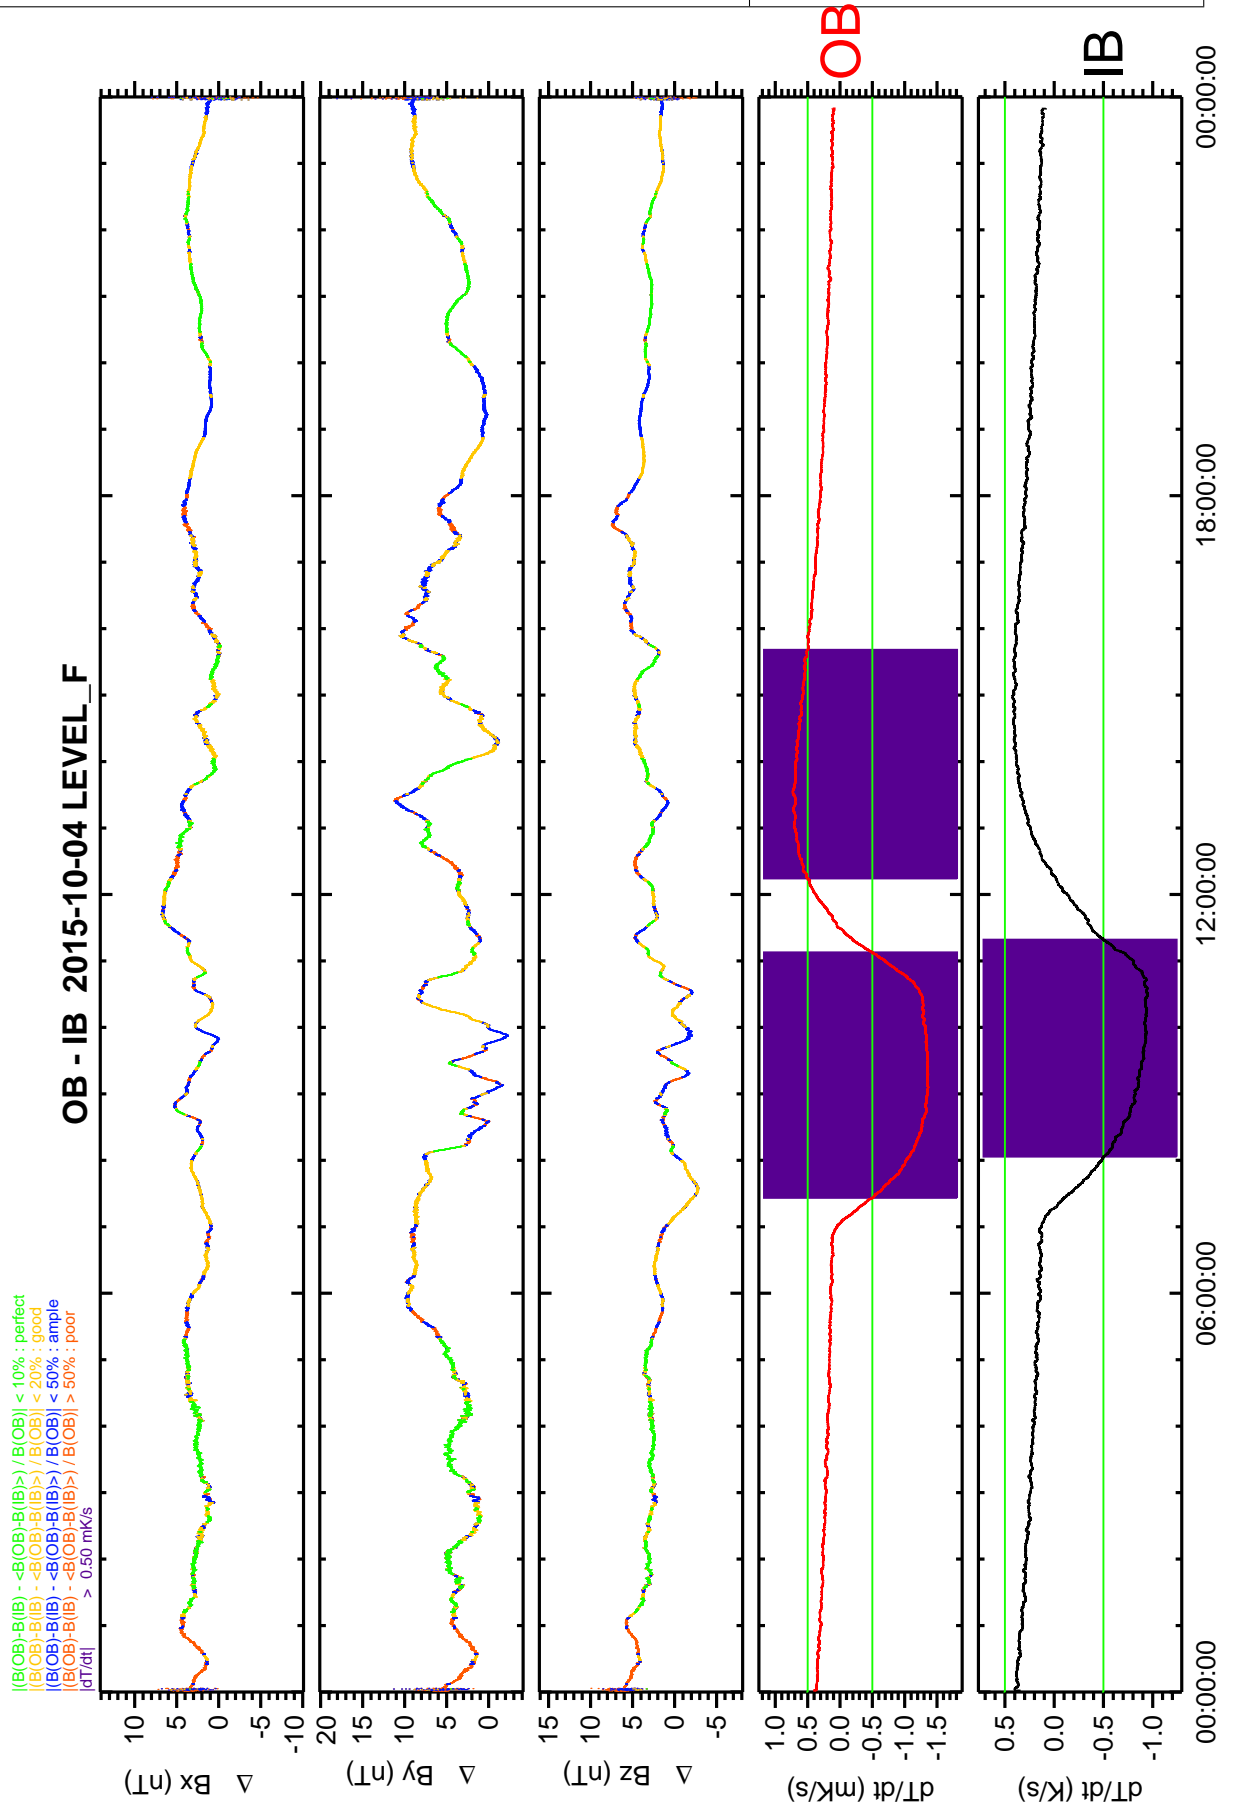 |(B(OB)-B(IB) - <B(OB)-B(IB)>) / B(OB)| < 10% : perfect
|(B(OB)-B(IB) - <B(OB)-B(IB)>) / B(OB)| < 20% : good
|(B(OB)-B(IB) - <B(OB)-B(IB)>) / B(OB)| < 50% : ample
|(B(OB)-B(IB) - <B(OB)-B(IB)>) / B(OB)| > 50% : poor
|dT/dt| > 0.50 mK/s
OB - IB 2015-10-04 LEVEL_F
Δ Bx (nT)
10
5
0
-5
-10
Δ By (nT)
20
15
10
5
0
Δ Bz (nT)
15
10
5
0
-5
dT/dt (mK/s)
1.0
0.5
0.0
-0.5
-1.0
-1.5
OB
dT/dt (K/s)
0.5
0.0
-0.5
-1.0
IB
00:00:00
06:00:00
12:00:00
18:00:00
00:00:00